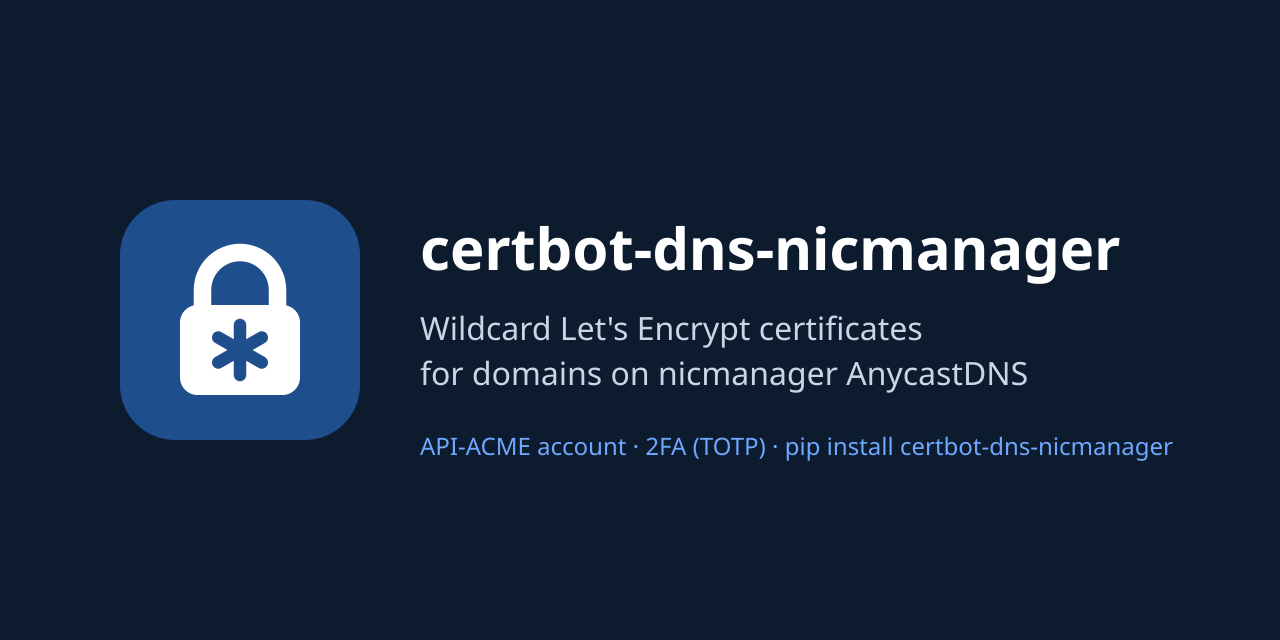 certbot-dns-nicmanager
Wildcard Let's Encrypt certificates
for domains on nicmanager AnycastDNS
API-ACME account · 2FA (TOTP) · pip install certbot-dns-nicmanager